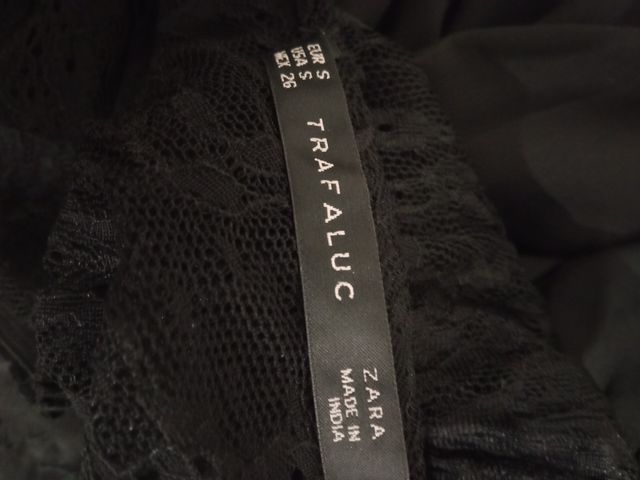 EUR S
USA S
MEX 26
TRAFALUC
ZARA
MADE IN
INDIA